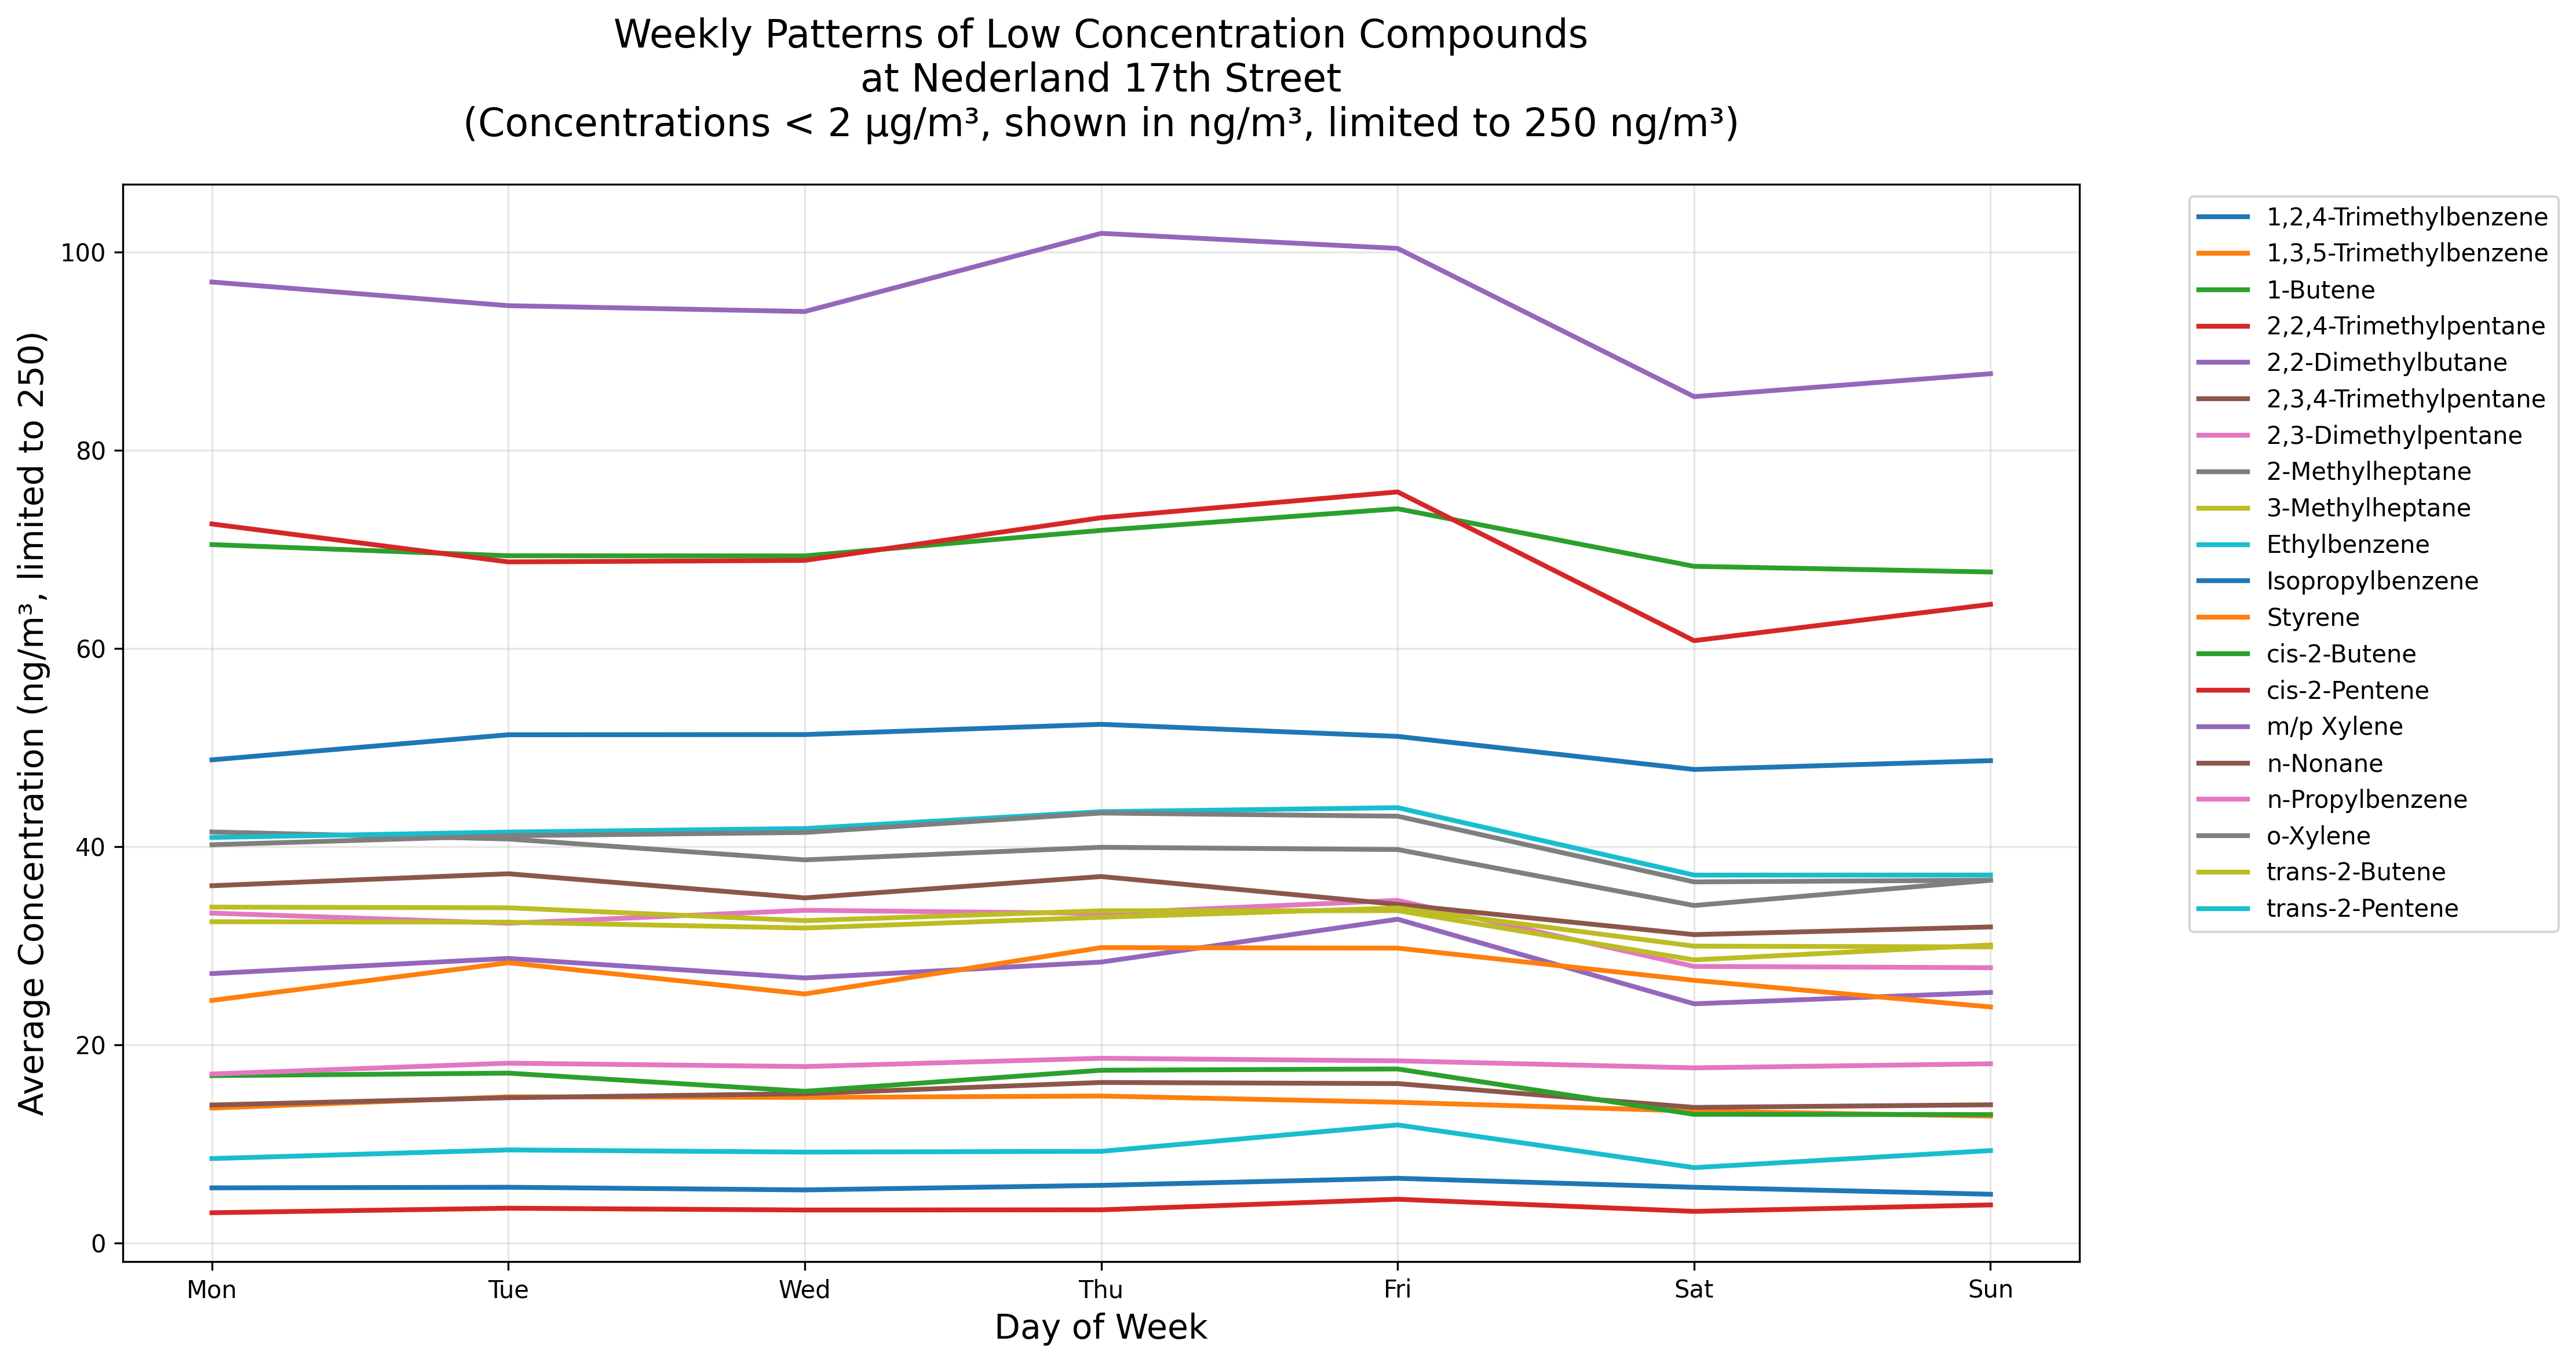 Weekly Patterns of Low Concentration Compounds
at Nederland 17th Street
(Concentrations < 2 µg/m³, shown in ng/m³, limited to 250 ng/m³)
Average Concentration (ng/m³, limited to 250)
100
80
60
40
20
0
Mon Tue Wed Thu Fri Sat Sun
Day of Week
1,2,4-Trimethylbenzene
1,3,5-Trimethylbenzene
1-Butene
2,2,4-Trimethylpentane
2,2-Dimethylbutane
2,3,4-Trimethylpentane
2,3-Dimethylpentane
2-Methylheptane
3-Methylheptane
Ethylbenzene
Isopropylbenzene
Styrene
cis-2-Butene
cis-2-Pentene
m/p Xylene
n-Nonane
n-Propylbenzene
o-Xylene
trans-2-Butene
trans-2-Pentene